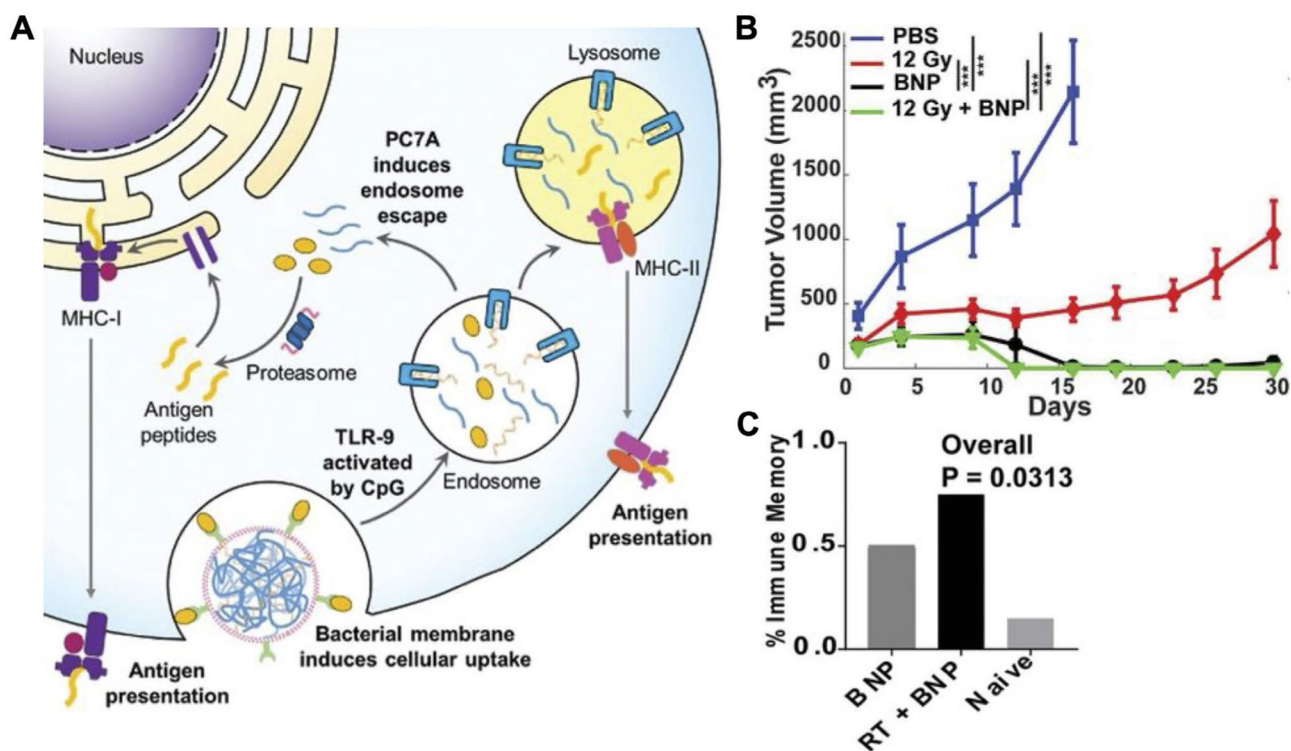 A
Nucleus
Lysosome
PC7A
induces
endosome
escape
MHC-II
MHC-I
Proteasome
Antigen
peptides
TLR-9
activated
by CpG
Endosome
Antigen
presentation
Bacterial membrane
induces cellular uptake
Antigen
presentation
B
PBS
12 Gy
BNP
12 Gy + BNP
***
***
***
***
Tumor Volume (mm3)
2500
2000
1500
1000
500
0
0
5
10
15
20
25
30
Days
C
Overall
P = 0.0313
% Immune Memory
1.0
0.5
0.0
BNP
RT + BNP
Naive